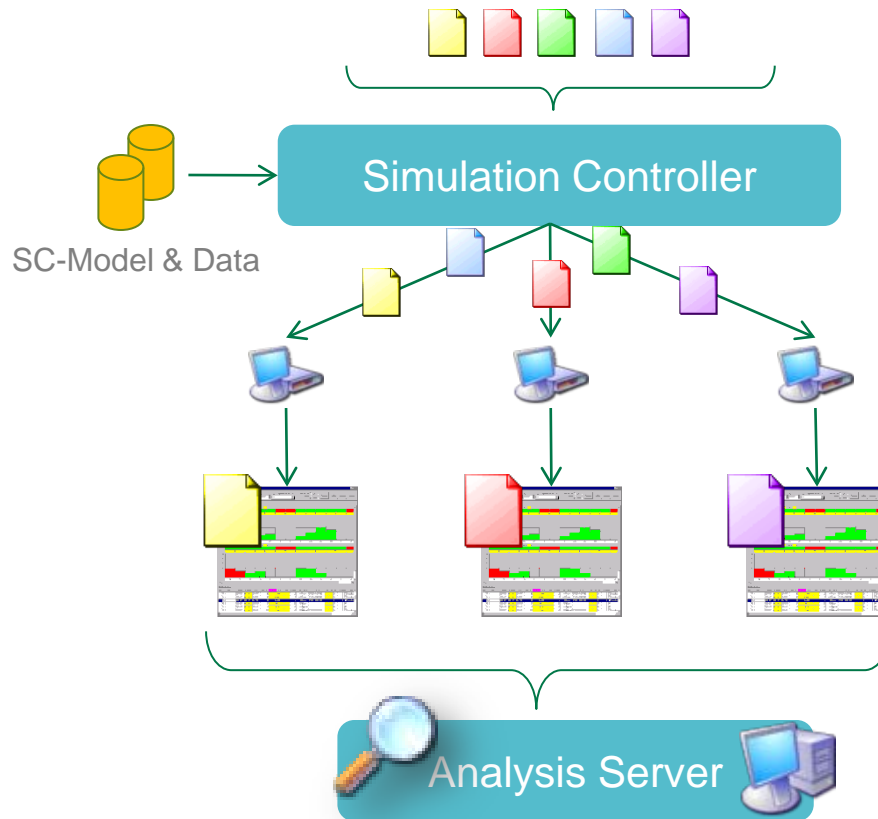 Simulation Controller
SC-Model & Data
Analysis Server